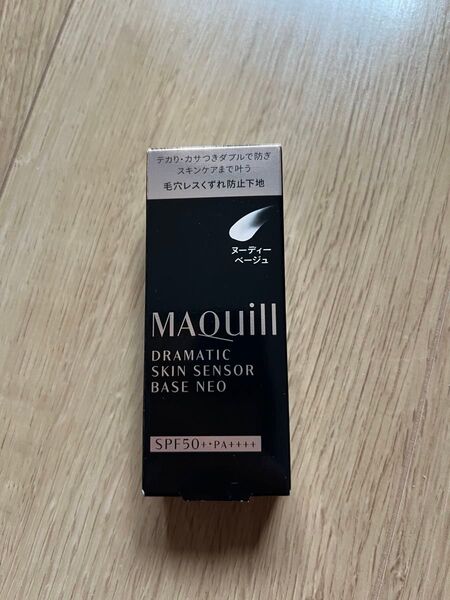 テカリ・カサつきダブルで防ぎ
スキンケアまで叶う
毛穴レスくずれ防止下地
ヌーディー
ベージュ
MAQuill
DRAMATIC
SKIN SENSOR
BASE NEO
SPF50+・PA++++